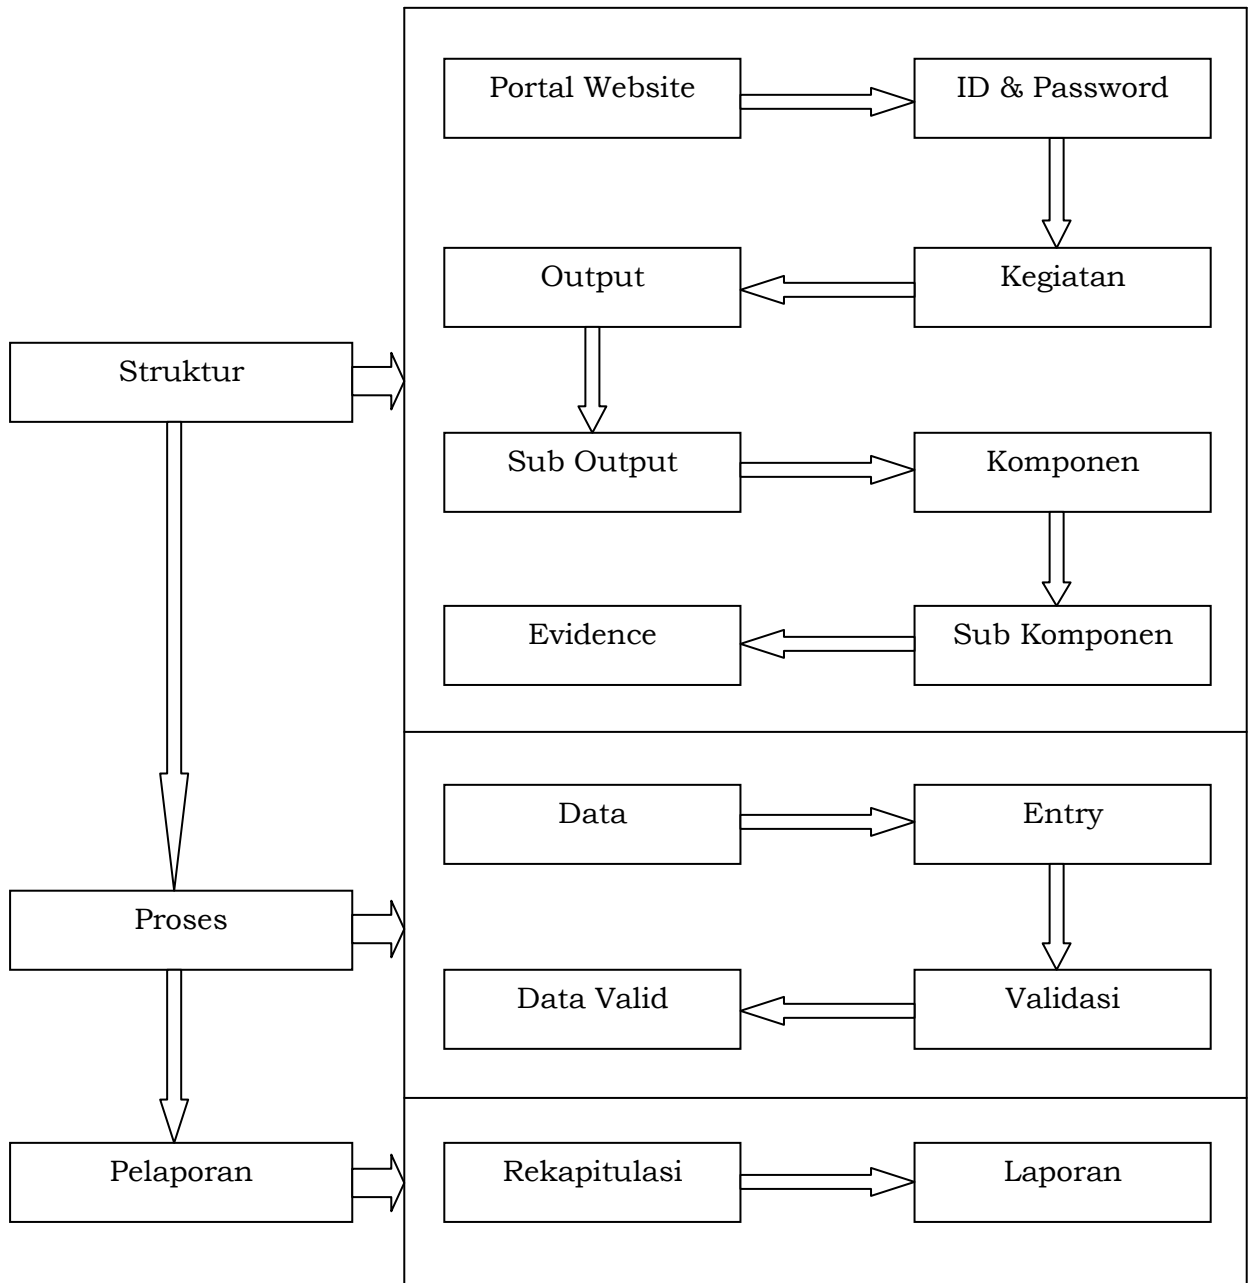 Portal Website
ID & Password
Output
Kegiatan
Struktur
Sub Output
Komponen
Evidence
Sub Komponen
Data
Entry
Proses
Data Valid
Validasi
Pelaporan
Rekapitulasi
Laporan